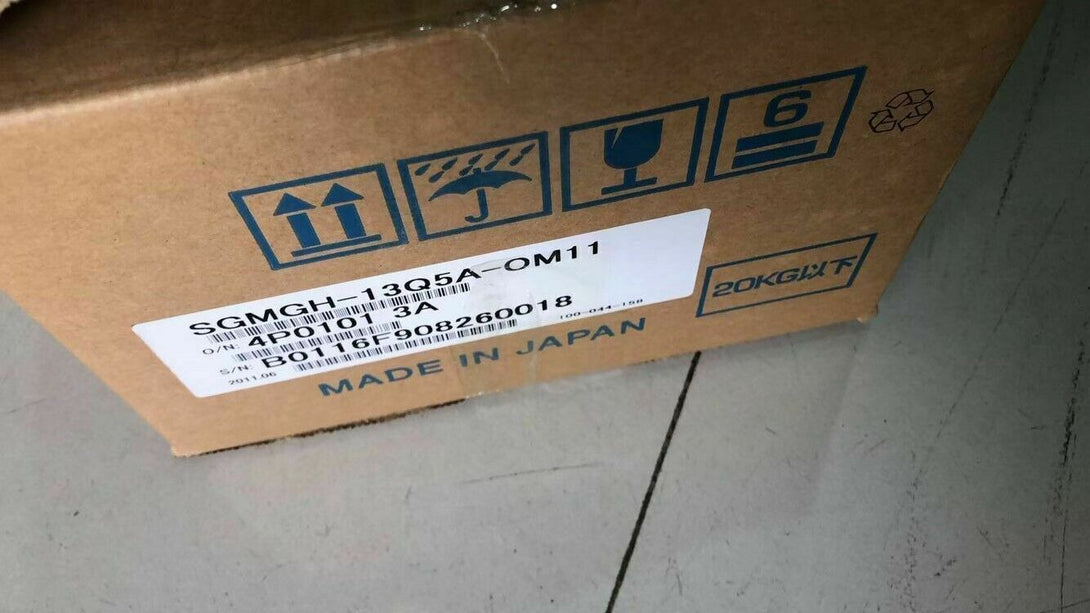 6
SGMGH-13Q5A-OM11
O/N: 4P0101 3A
S/N: B0116F908260018
2011.06
100-044-158
20KG以下
MADE IN JAPAN